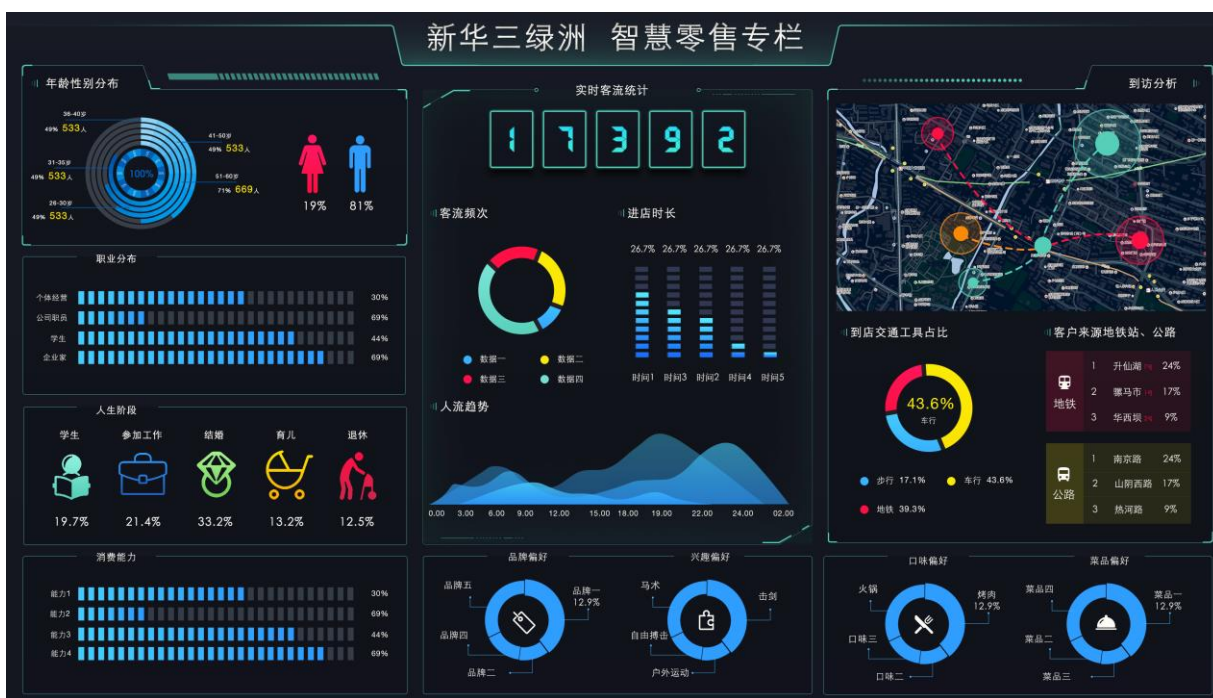 新华三绿洲 智慧零售专栏
年龄性别分布
36-40岁
49% 533人
31-35岁
49% 533人
26-30岁
49% 533人
41-50岁
49% 533人
51-60岁
71% 669人
100%
19% 81%
职业分布
个体经营 30%
公司职员 69%
学生 44%
企业家 69%
人生阶段
学生 参加工作 结婚 育儿 退休
19.7% 21.4% 33.2% 13.2% 12.5%
消费能力
能力1 30%
能力2 69%
能力3 44%
能力4 69%
实时客流统计
1 7 3 9 2
客流频次
数据一 数据二
数据三 数据四
进店时长
26.7% 26.7% 26.7% 26.7% 26.7%
时间1 时间3 时间2 时间4 时间5
人流趋势
0.00 3.00 6.00 9.00 12.00 15.00 18.00 19.00 22.00 24.00 02.00
品牌偏好
品牌五
品牌一
12.9%
品牌四
品牌二
兴趣偏好
马术
击剑
自由搏击
户外运动
到访分析
到店交通工具占比
43.6%
车行
步行 17.1% 车行 43.6%
地铁 39.3%
客户来源地铁站、公路
地铁
1 升仙湖 24%
2 骡马市 17%
3 华西坝 9%
公路
1 南京路 24%
2 山阴西路 17%
3 热河路 9%
口味偏好
火锅
烤肉
12.9%
口味三
口味二
菜品偏好
菜品四
菜品一
12.9%
菜品二
菜品三